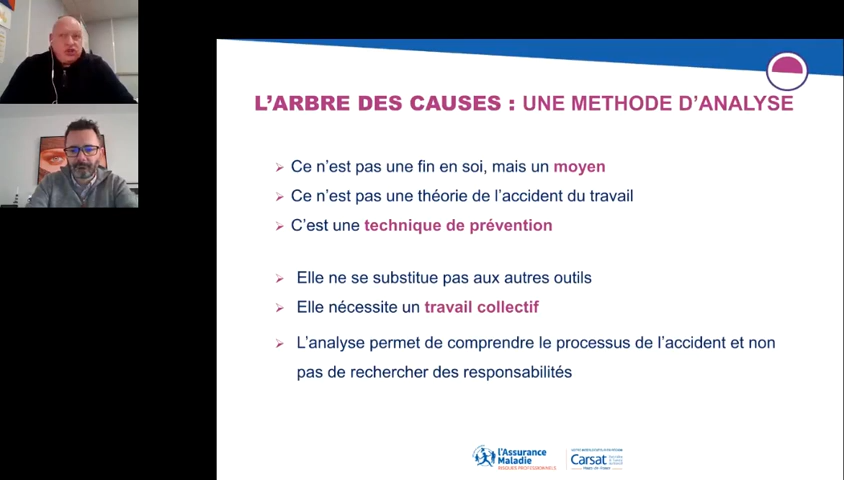 L'ARBRE DES CAUSES : UNE METHODE D'ANALYSE
Ce n'est pas une fin en soi, mais un moyen
Ce n'est pas une théorie de l'accident du travail
C'est une technique de prévention
Elle ne se substitue pas aux autres outils
Elle nécessite un travail collectif
L'analyse permet de comprendre le processus de l'accident et non
pas de rechercher des responsabilités
l'Assurance
Maladie
RISQUES PROFESSIONNELS
Carsat